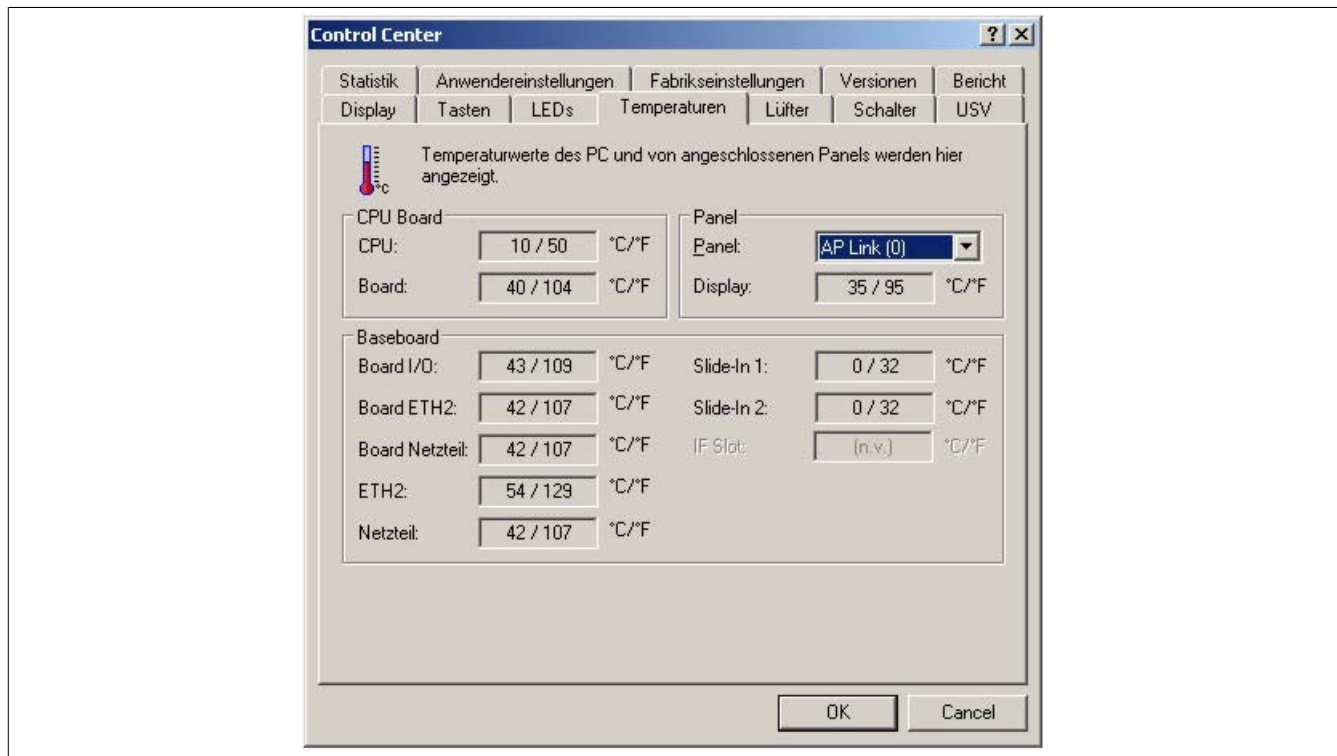 Control Center
Statistik Anwendereinstellungen Fabrikseinstellungen Versionen Bericht
Display Tasten LEDs Temperaturen Lüfter Schalter USV
°C
Temperaturwerte des PC und von angeschlossenen Panels werden hier
angezeigt.
CPU Board
CPU: 10 / 50 °C/°F
Board: 40 / 104 °C/°F
Panel
Panel: AP Link (0)
Display: 35 / 95 °C/°F
Baseboard
Board I/O: 43 / 109 °C/°F Slide-In 1: 0 / 32 °C/°F
Board ETH2: 42 / 107 °C/°F Slide-In 2: 0 / 32 °C/°F
Board Netzteil: 42 / 107 °C/°F IF Slot: (n.v.) °C/°F
ETH2: 54 / 129 °C/°F
Netzteil: 42 / 107 °C/°F
OK Cancel